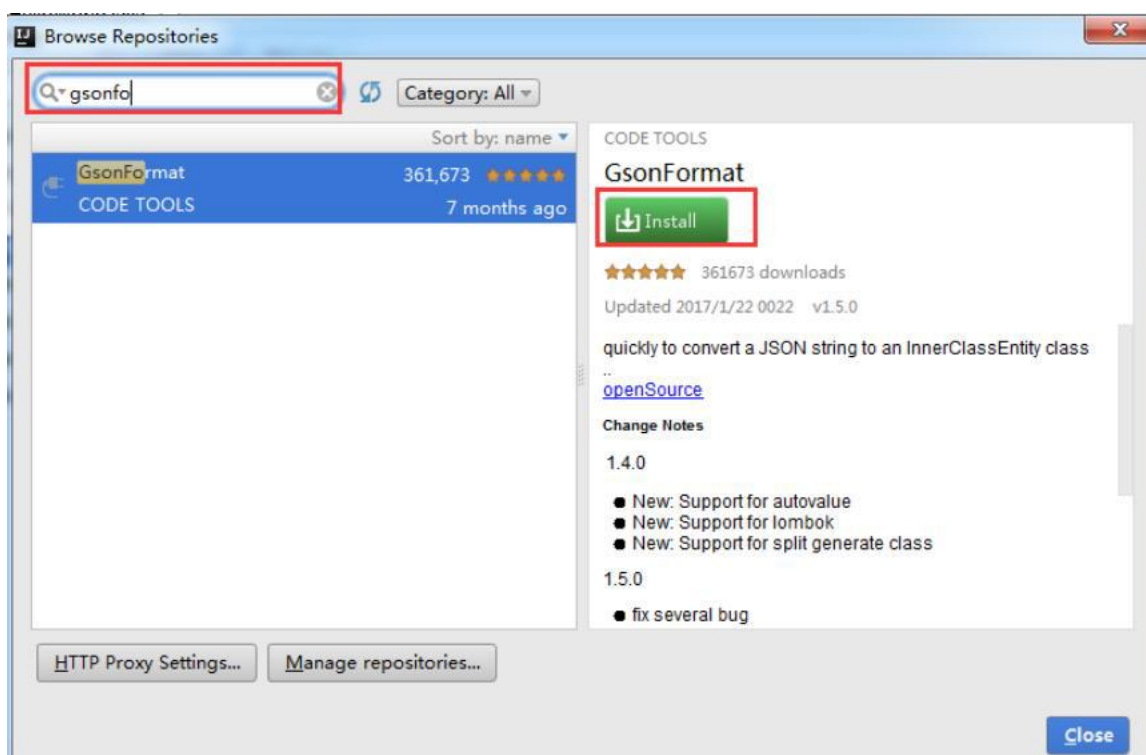 Browse Repositories
gsonfo
Category: All
Sort by: name
GsonFormat
361,673
CODE TOOLS
7 months ago
CODE TOOLS
GsonFormat
Install
361673 downloads
Updated 2017/1/22 0022 v1.5.0
quickly to convert a JSON string to an InnerClassEntity class
..
openSource
Change Notes
1.4.0
New: Support for autovalue
New: Support for lombok
New: Support for split generate class
1.5.0
fix several bug
HTTP Proxy Settings...
Manage repositories...
Close